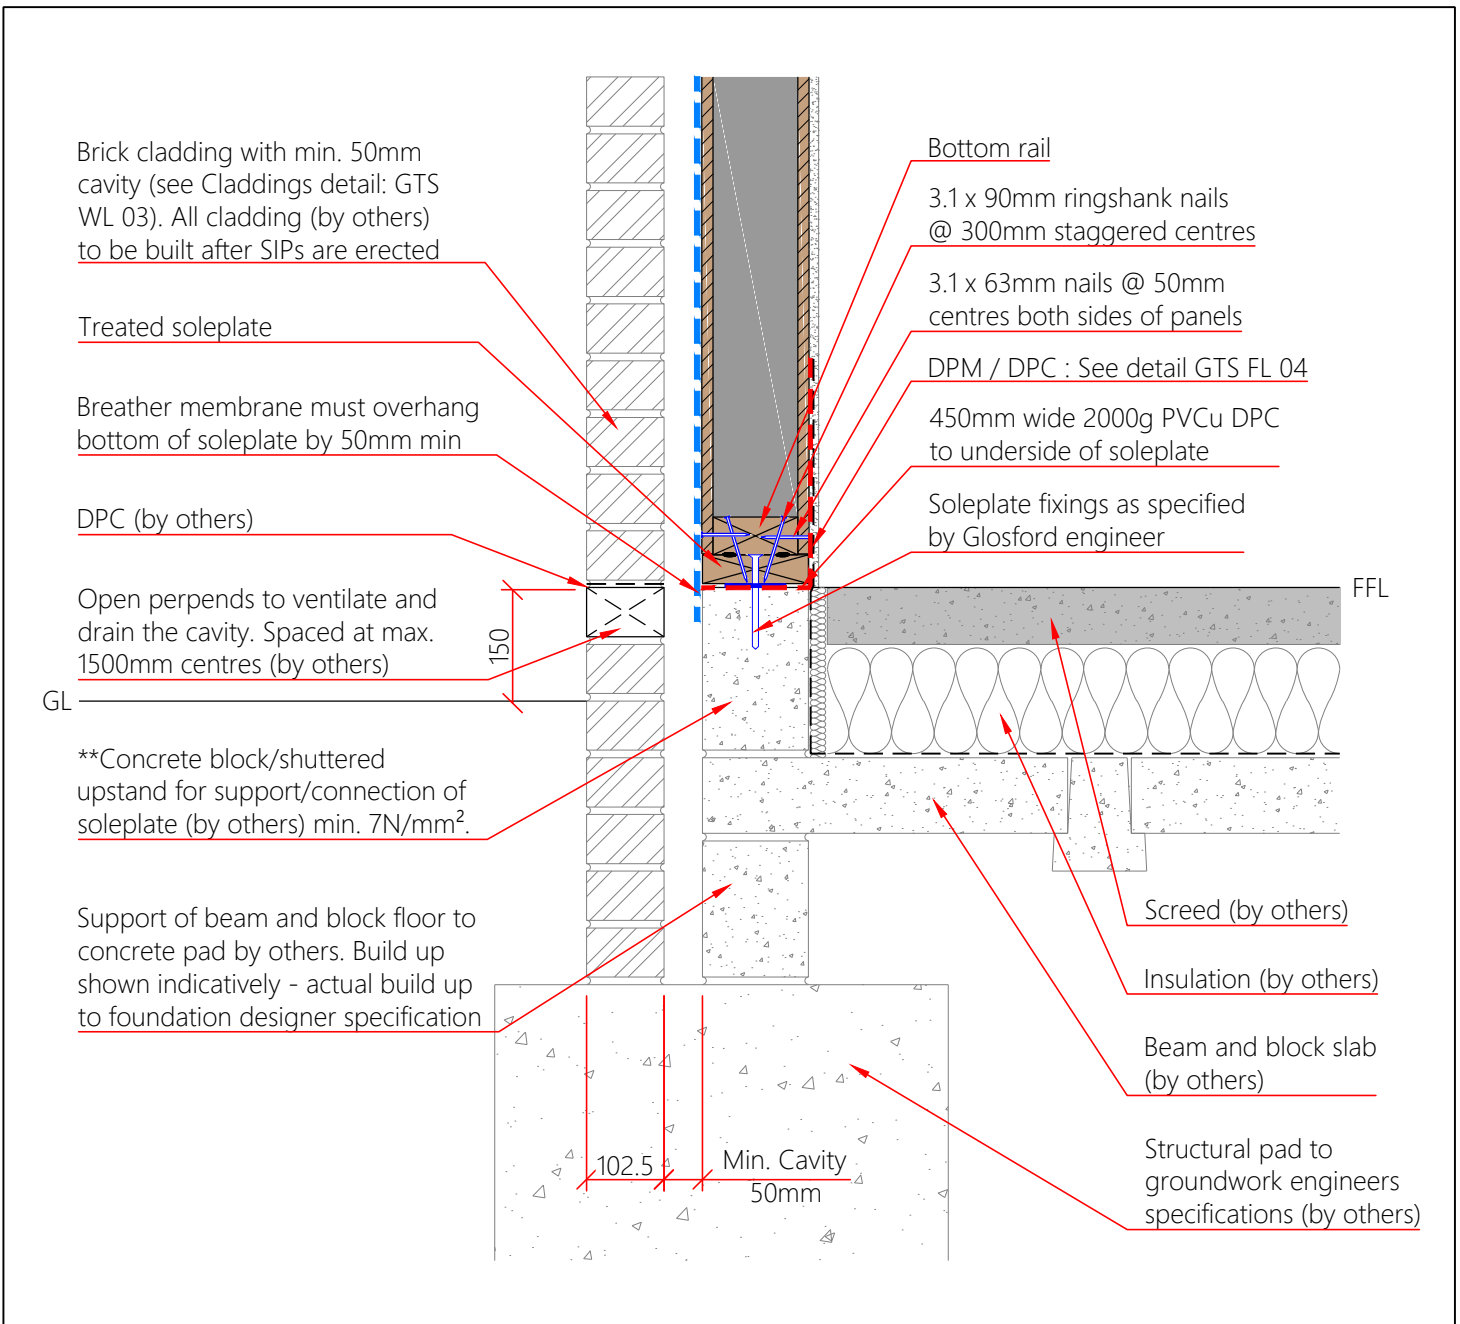 Brick cladding with min. 50mm
cavity (see Claddings detail: GTS
WL 03). All cladding (by others)
to be built after SIPs are erected
Treated soleplate
Breather membrane must overhang
bottom of soleplate by 50mm min
DPC (by others)
Open perpends to ventilate and
drain the cavity. Spaced at max.
1500mm centres (by others)
150
GL
**Concrete block/shuttered
upstand for support/connection of
soleplate (by others) min. 7N/mm².
Support of beam and block floor to
concrete pad by others. Build up
shown indicatively - actual build up
to foundation designer specification
102.5
Min. Cavity
50mm
Bottom rail
3.1 x 90mm ringshank nails
@ 300mm staggered centres
3.1 x 63mm nails @ 50mm
centres both sides of panels
DPM / DPC : See detail GTS FL 04
450mm wide 2000g PVCu DPC
to underside of soleplate
Soleplate fixings as specified
by Glosford engineer
FFL
Screed (by others)
Insulation (by others)
Beam and block slab
(by others)
Structural pad to
groundwork engineers
specifications (by others)